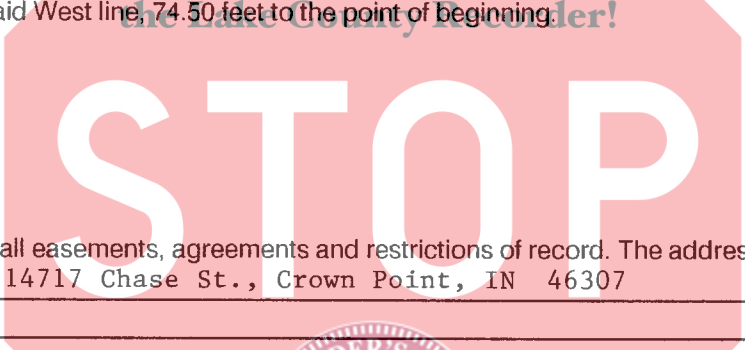 aid West line, 74.50 feet to the point of beginning.
the Lake County Recorder!
STOP
all easements, agreements and restrictions of record. The addres
14717 Chase St., Crown Point, IN 46307